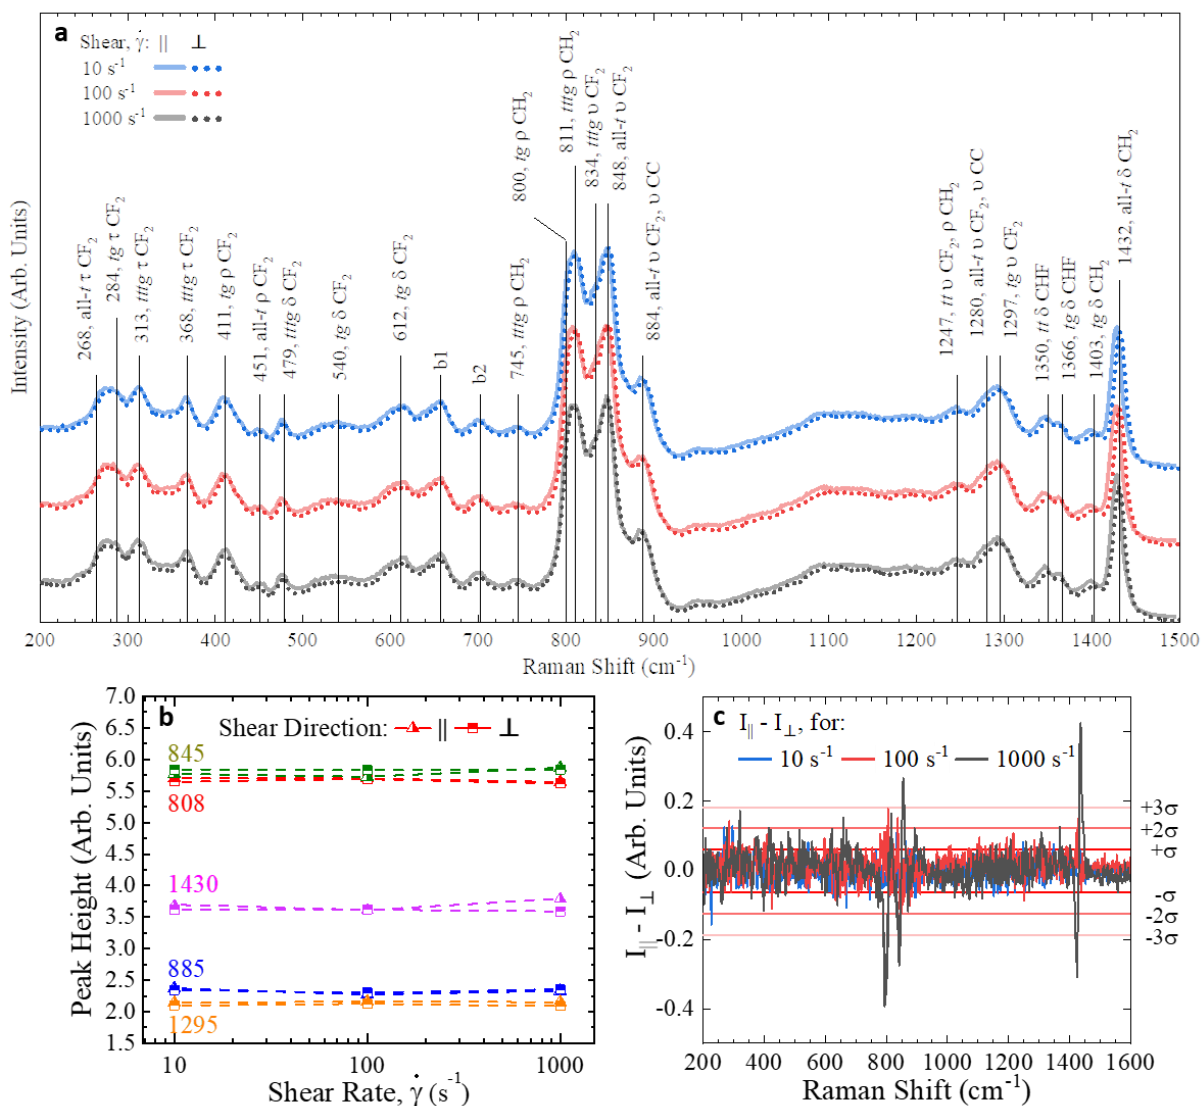 a
Shear, γ̇: || ⊥
10 s⁻¹
100 s⁻¹
1000 s⁻¹
Intensity (Arb. Units)
268, all-t τ CF₂
284, tg τ CF₂
313, tttg τ CF₂
368, tttg τ CF₂
411, tg ρ CF₂
451, all-t ρ CF₂
479, tttg δ CF₂
540, tg δ CF₂
612, tg δ CF₂
b1
b2
745, tttg ρ CH₂
800, tg ρ CH₂
811, tttg ρ CH₂
834, tttg υ CF₂
848, all-t υ CF₂
884, all-t υ CF₂, υ CC
1247, tt υ CF₂, ρ CH₂
1280, all-t υ CF₂, υ CC
1297, tg υ CF₂
1350, tt δ CHF
1366, tg δ CHF
1403, tg δ CH₂
1432, all-t δ CH₂
200 300 400 500 600 700 800 900 1000 1100 1200 1300 1400 1500
Raman Shift (cm⁻¹)
b
Shear Direction: || ⊥
Peak Height (Arb. Units)
7.0
6.5
6.0
5.5
5.0
4.5
4.0
3.5
3.0
2.5
2.0
1.5
845
808
1430
885
1295
10 100 1000
Shear Rate, γ̇ (s⁻¹)
c
I|| - I⊥, for:
10 s⁻¹ 100 s⁻¹ 1000 s⁻¹
I|| - I⊥ (Arb. Units)
0.4
0.2
0.0
-0.2
-0.4
+3σ
+2σ
+σ
-σ
-2σ
-3σ
200 400 600 800 1000 1200 1400 1600
Raman Shift (cm⁻¹)